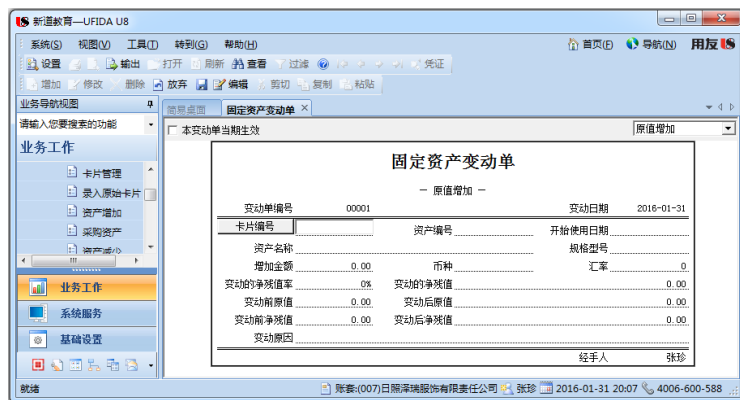 新道教育—UFIDA U8
系统(S) 视图(V) 工具(T) 转到(G) 帮助(H) 首页(F) 导航(N) 用友
设置 输出 打开 刷新 查看 过滤 凭证
增加 修改 删除 放弃 编辑 剪切 复制 粘贴
业务导航视图 简易桌面 固定资产变动单
请输入您要搜索的功能 本变动单当期生效 原值增加
业务工作
卡片管理
录入原始卡片
资产增加
采购资产
资产减少
业务工作
系统服务
基础设置
固定资产变动单
— 原值增加 —
变动单编号 00001 变动日期 2016-01-31
卡片编号 资产编号 开始使用日期
资产名称 规格型号
增加金额 0.00 币种 汇率 0
变动的净残值率 0% 变动的净残值 0.00
变动前原值 0.00 变动后原值 0.00
变动前净残值 0.00 变动后净残值 0.00
变动原因
经手人 张珍
就绪 账套:(007)日照泽瑞服饰有限责任公司 张珍 2016-01-31 20:07 4006-600-588